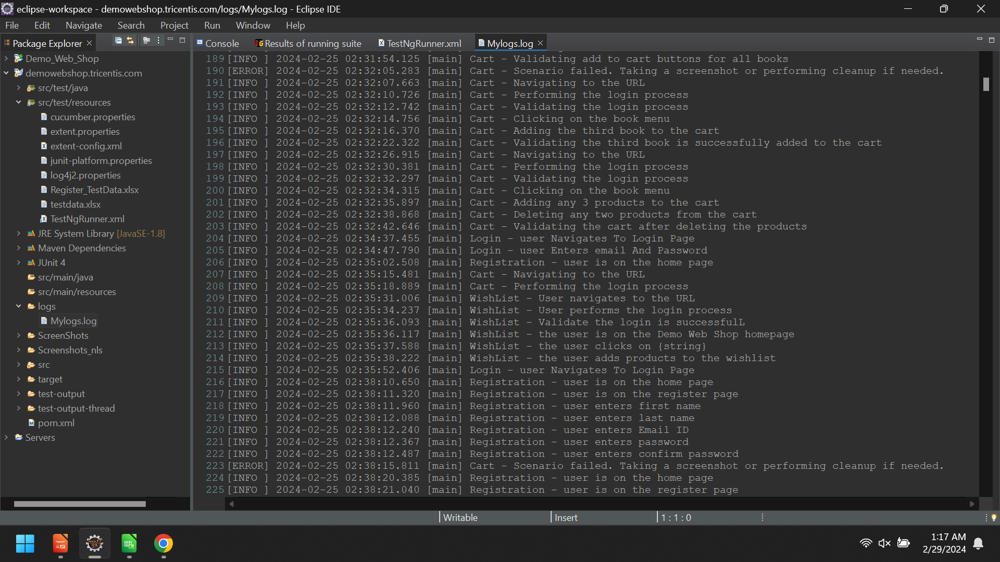 eclipse-workspace - demowebshop.tricentis.com/logs/Mylogs.log - Eclipse IDE
File Edit Navigate Search Project Run Window Help
Package Explorer
Console Results of running suite TestNgRunner.xml Mylogs.log
Demo_Web_Shop
demowebshop.tricentis.com
src/test/java
src/test/resources
cucumber.properties
extent.properties
extent-config.xml
junit-platform.properties
log4j2.properties
Register_TestData.xlsx
testdata.xlsx
TestNgRunner.xml
JRE System Library [JavaSE-1.8]
Maven Dependencies
JUnit 4
src/main/java
src/main/resources
logs
Mylogs.log
ScreenShots
Screenshots_nls
src
target
test-output
test-output-thread
pom.xml
Servers
189 [INFO ] 2024-02-25 02:31:54.125 [main] Cart - Validating add to cart buttons for all books
190 [ERROR] 2024-02-25 02:32:05.283 [main] Cart - Scenario failed. Taking a screenshot or performing cleanup if needed.
191 [INFO ] 2024-02-25 02:32:07.663 [main] Cart - Navigating to the URL
192 [INFO ] 2024-02-25 02:32:10.726 [main] Cart - Performing the login process
193 [INFO ] 2024-02-25 02:32:12.742 [main] Cart - Validating the login process
194 [INFO ] 2024-02-25 02:32:14.756 [main] Cart - Clicking on the book menu
195 [INFO ] 2024-02-25 02:32:16.370 [main] Cart - Adding the third book to the cart
196 [INFO ] 2024-02-25 02:32:22.322 [main] Cart - Validating the third book is successfully added to the cart
197 [INFO ] 2024-02-25 02:32:26.915 [main] Cart - Navigating to the URL
198 [INFO ] 2024-02-25 02:32:30.381 [main] Cart - Performing the login process
199 [INFO ] 2024-02-25 02:32:32.297 [main] Cart - Validating the login process
200 [INFO ] 2024-02-25 02:32:34.315 [main] Cart - Clicking on the book menu
201 [INFO ] 2024-02-25 02:32:35.897 [main] Cart - Adding any 3 products to the cart
202 [INFO ] 2024-02-25 02:32:38.868 [main] Cart - Deleting any two products from the cart
203 [INFO ] 2024-02-25 02:32:42.646 [main] Cart - Validating the cart after deleting the products
204 [INFO ] 2024-02-25 02:34:37.455 [main] Login - user Navigates To Login Page
205 [INFO ] 2024-02-25 02:34:47.790 [main] Login - user Enters email And Password
206 [INFO ] 2024-02-25 02:35:02.508 [main] Registration - user is on the home page
207 [INFO ] 2024-02-25 02:35:15.481 [main] Cart - Navigating to the URL
208 [INFO ] 2024-02-25 02:35:18.889 [main] Cart - Performing the login process
209 [INFO ] 2024-02-25 02:35:31.006 [main] WishList - User navigates to the URL
210 [INFO ] 2024-02-25 02:35:34.237 [main] WishList - User performs the login process
211 [INFO ] 2024-02-25 02:35:36.093 [main] WishList - Validate the login is successfulL
212 [INFO ] 2024-02-25 02:35:36.117 [main] WishList - the user is on the Demo Web Shop homepage
213 [INFO ] 2024-02-25 02:35:37.588 [main] WishList - the user clicks on {string}
214 [INFO ] 2024-02-25 02:35:38.222 [main] WishList - the user adds products to the wishlist
215 [INFO ] 2024-02-25 02:35:52.406 [main] Login - user Navigates To Login Page
216 [INFO ] 2024-02-25 02:38:10.650 [main] Registration - user is on the home page
217 [INFO ] 2024-02-25 02:38:11.320 [main] Registration - user is on the register page
218 [INFO ] 2024-02-25 02:38:11.960 [main] Registration - user enters first name
219 [INFO ] 2024-02-25 02:38:12.088 [main] Registration - user enters last name
220 [INFO ] 2024-02-25 02:38:12.240 [main] Registration - user enters Email ID
221 [INFO ] 2024-02-25 02:38:12.367 [main] Registration - user enters password
222 [INFO ] 2024-02-25 02:38:12.487 [main] Registration - user enters confirm password
223 [ERROR] 2024-02-25 02:38:15.811 [main] Cart - Scenario failed. Taking a screenshot or performing cleanup if needed.
224 [INFO ] 2024-02-25 02:38:20.385 [main] Registration - user is on the home page
225 [INFO ] 2024-02-25 02:38:21.040 [main] Registration - user is on the register page
Writable Insert 1 : 1 : 0
1:17 AM
2/29/2024